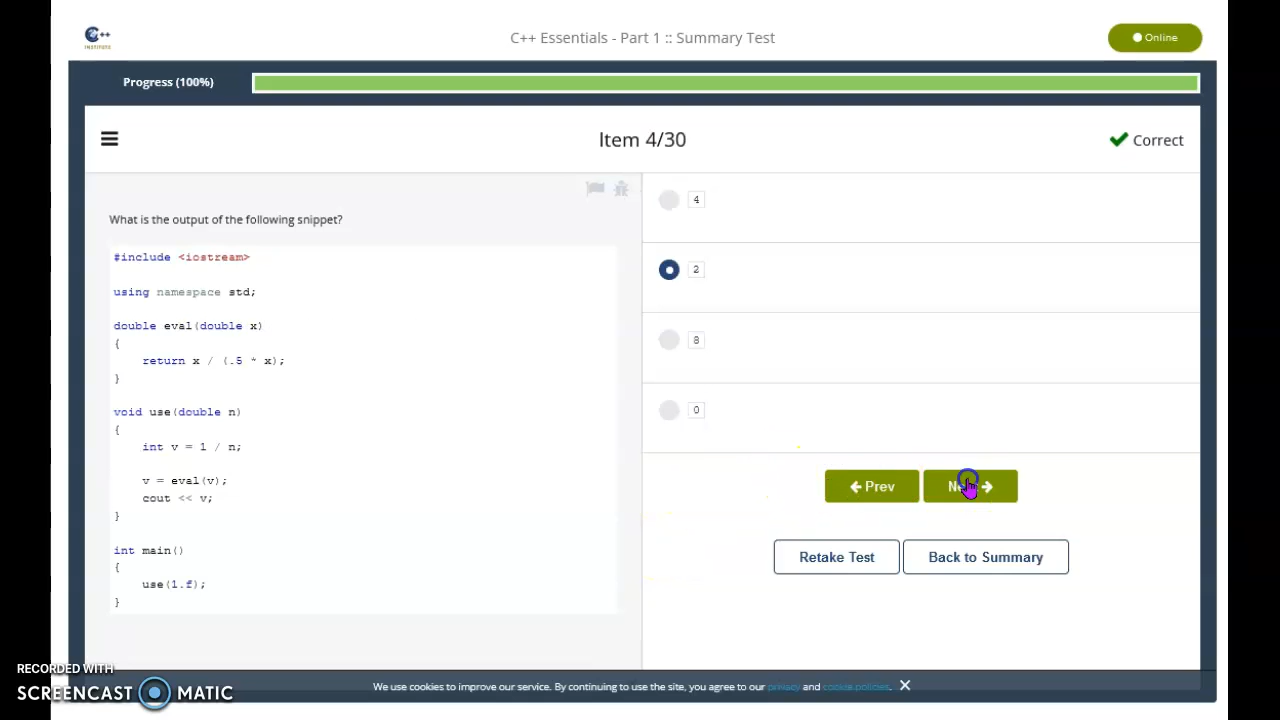 C++
INSTITUTE
C++ Essentials - Part 1 :: Summary Test
Online
Progress (100%)
Item 4/30
Correct
What is the output of the following snippet?
#include <iostream>
using namespace std;
double eval(double x)
{
return x / (.5 * x);
}
void use(double n)
{
int v = 1 / n;
v = eval(v);
cout << v;
}
int main()
{
use(1.f);
}
4
2
8
0
Prev
Retake Test
Back to Summary
We use cookies to improve our service. By continuing to use the site, you agree to our privacy and cookie policies.
RECORDED WITH
SCREENCAST MATIC